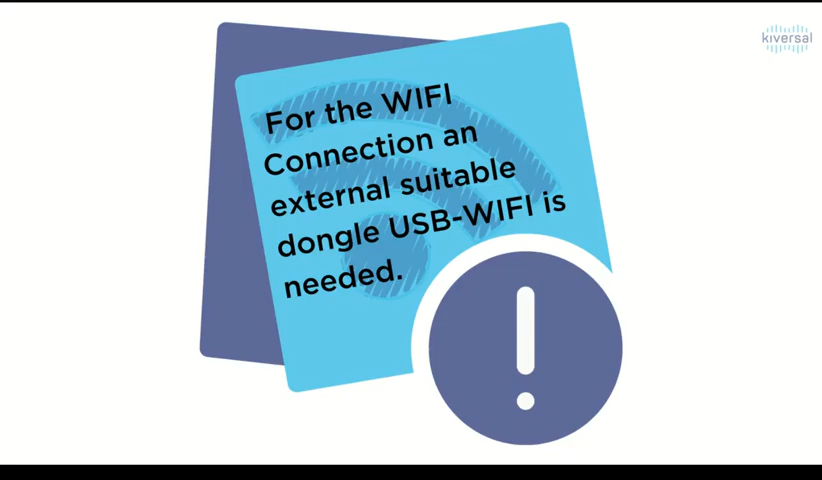 kiversal
For the WIFI
Connection an
external suitable
dongle USB-WIFI is
needed.